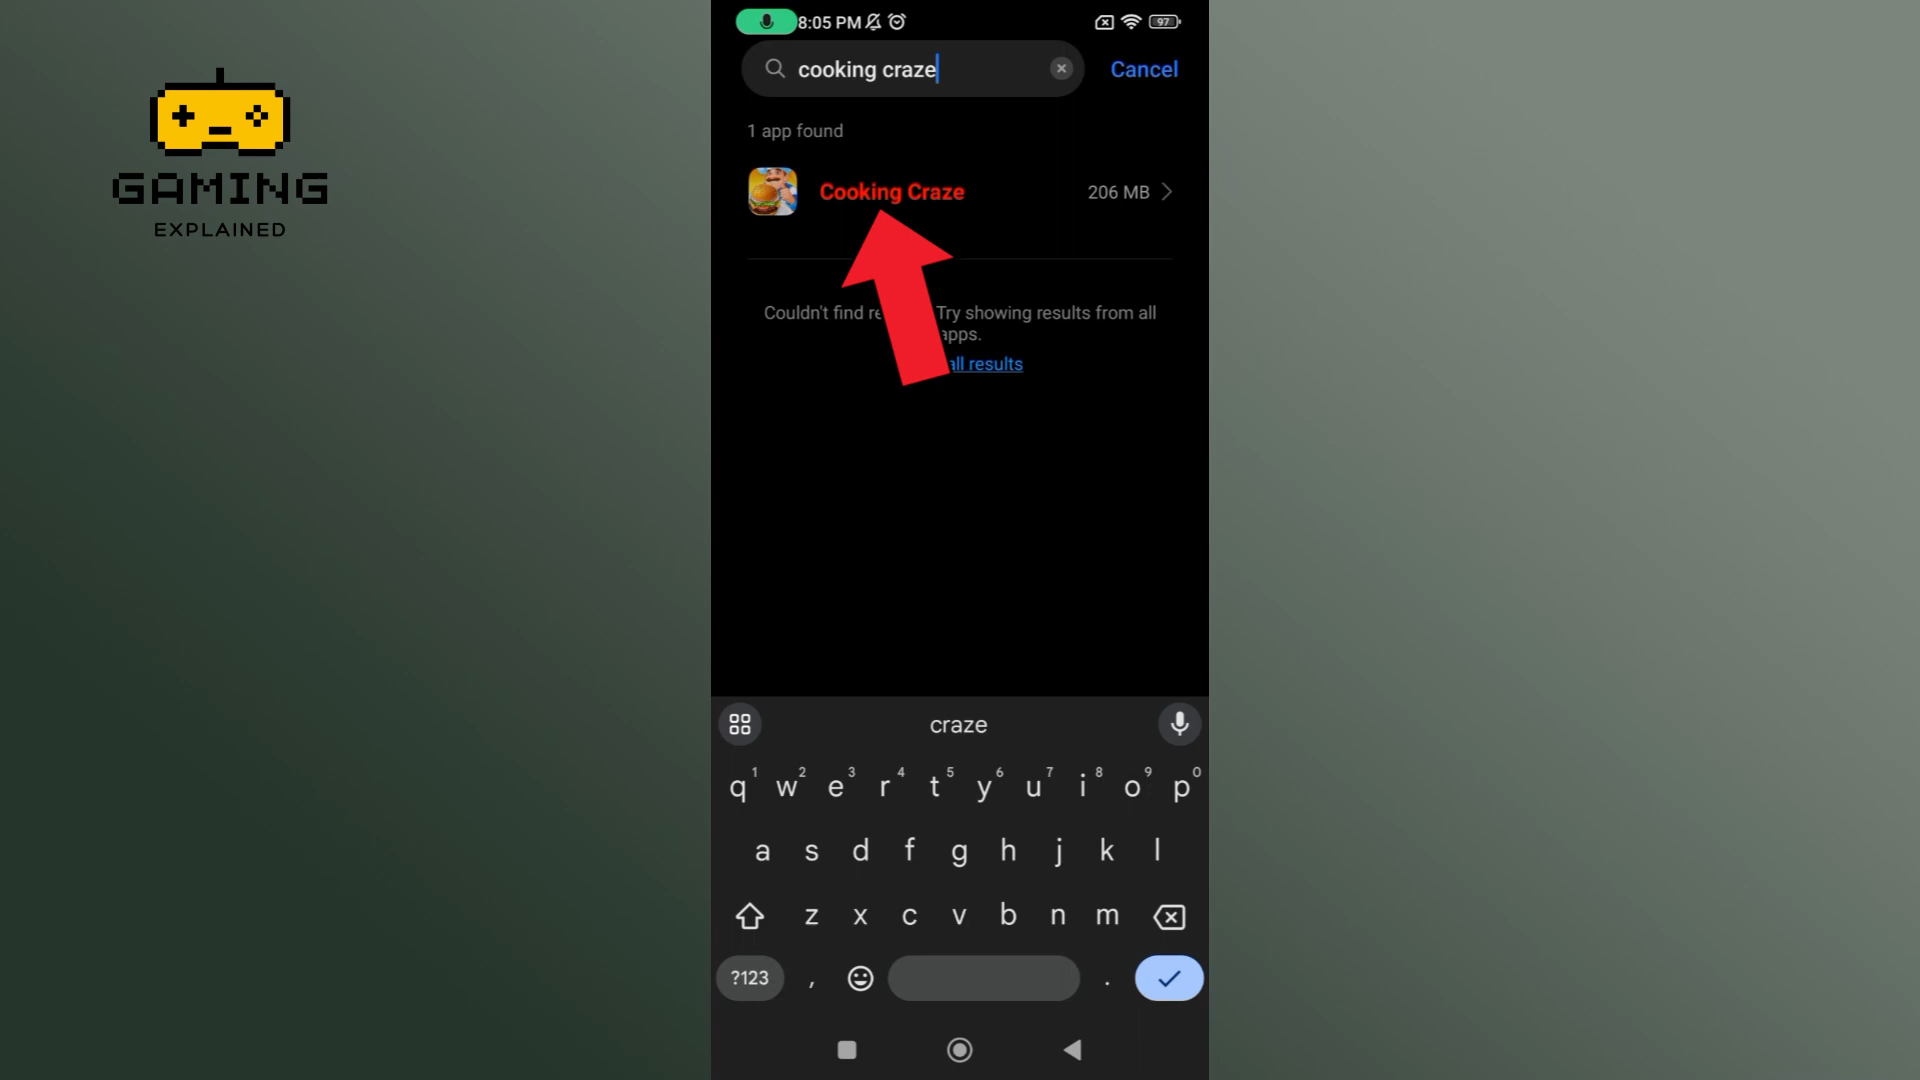 GAMING
EXPLAINED
8:05 PM
97
cooking craze
Cancel
1 app found
Cooking Craze
206 MB
Couldn't find Try showing results from all
apps.
all results
craze
q1 w2 e3 r4 t5 y6 u7 i8 o9 p0
a s d f g h j k l
z x c v b n m
?123 , .